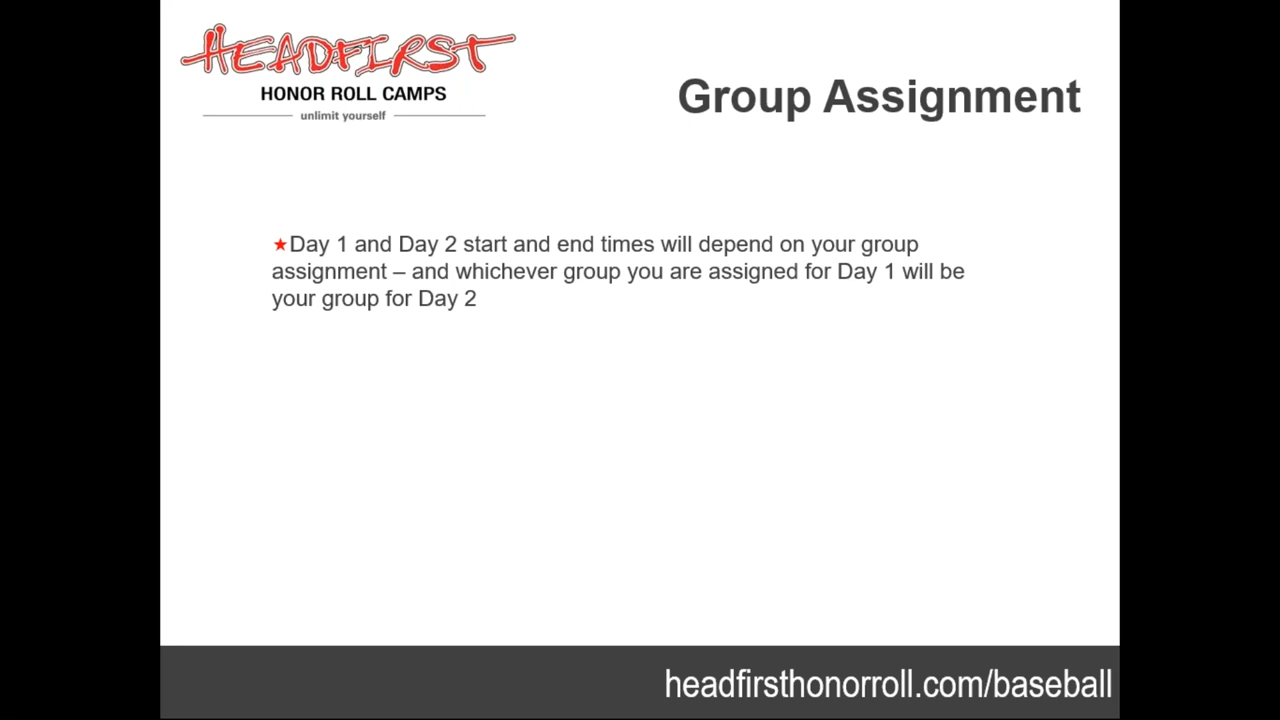 HEADFIRST
HONOR ROLL CAMPS
unlimit yourself
Group Assignment
★Day 1 and Day 2 start and end times will depend on your group
assignment – and whichever group you are assigned for Day 1 will be
your group for Day 2
headfirsthonorroll.com/baseball